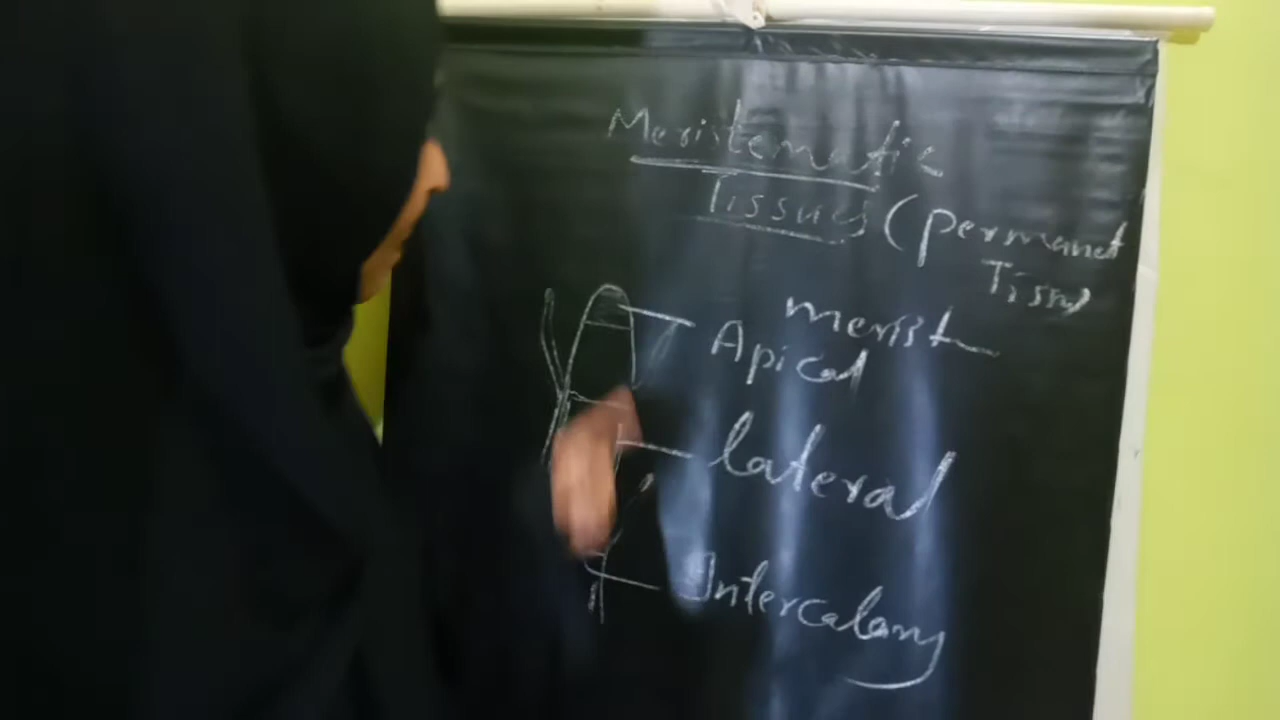 Meristematic
Tissues (permanet
Tissu)
merist
Apical
lateral
Intercalary